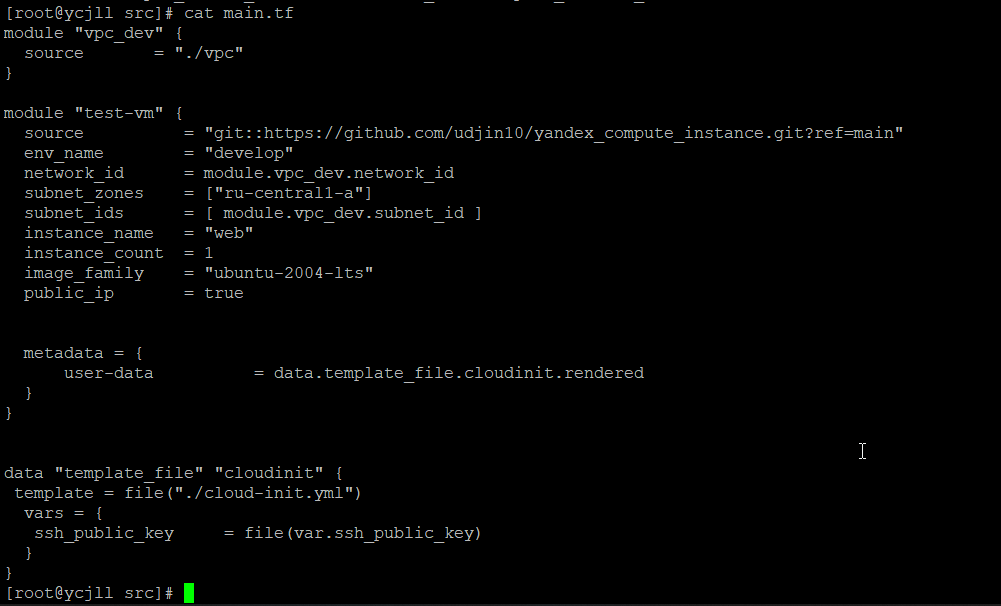 [root@ycjll src]# cat main.tf
module "vpc_dev" {
  source       = "./vpc"
}
module "test-vm" {
  source          = "git::https://github.com/udjin10/yandex_compute_instance.git?ref=main"
  env_name        = "develop"
  network_id      = module.vpc_dev.network_id
  subnet_zones    = ["ru-central1-a"]
  subnet_ids      = [ module.vpc_dev.subnet_id ]
  instance_name   = "web"
  instance_count  = 1
  image_family    = "ubuntu-2004-lts"
  public_ip       = true
  metadata = {
      user-data          = data.template_file.cloudinit.rendered
  }
}
data "template_file" "cloudinit" {
 template = file("./cloud-init.yml")
  vars = {
   ssh_public_key     = file(var.ssh_public_key)
  }
}
[root@ycjll src]#